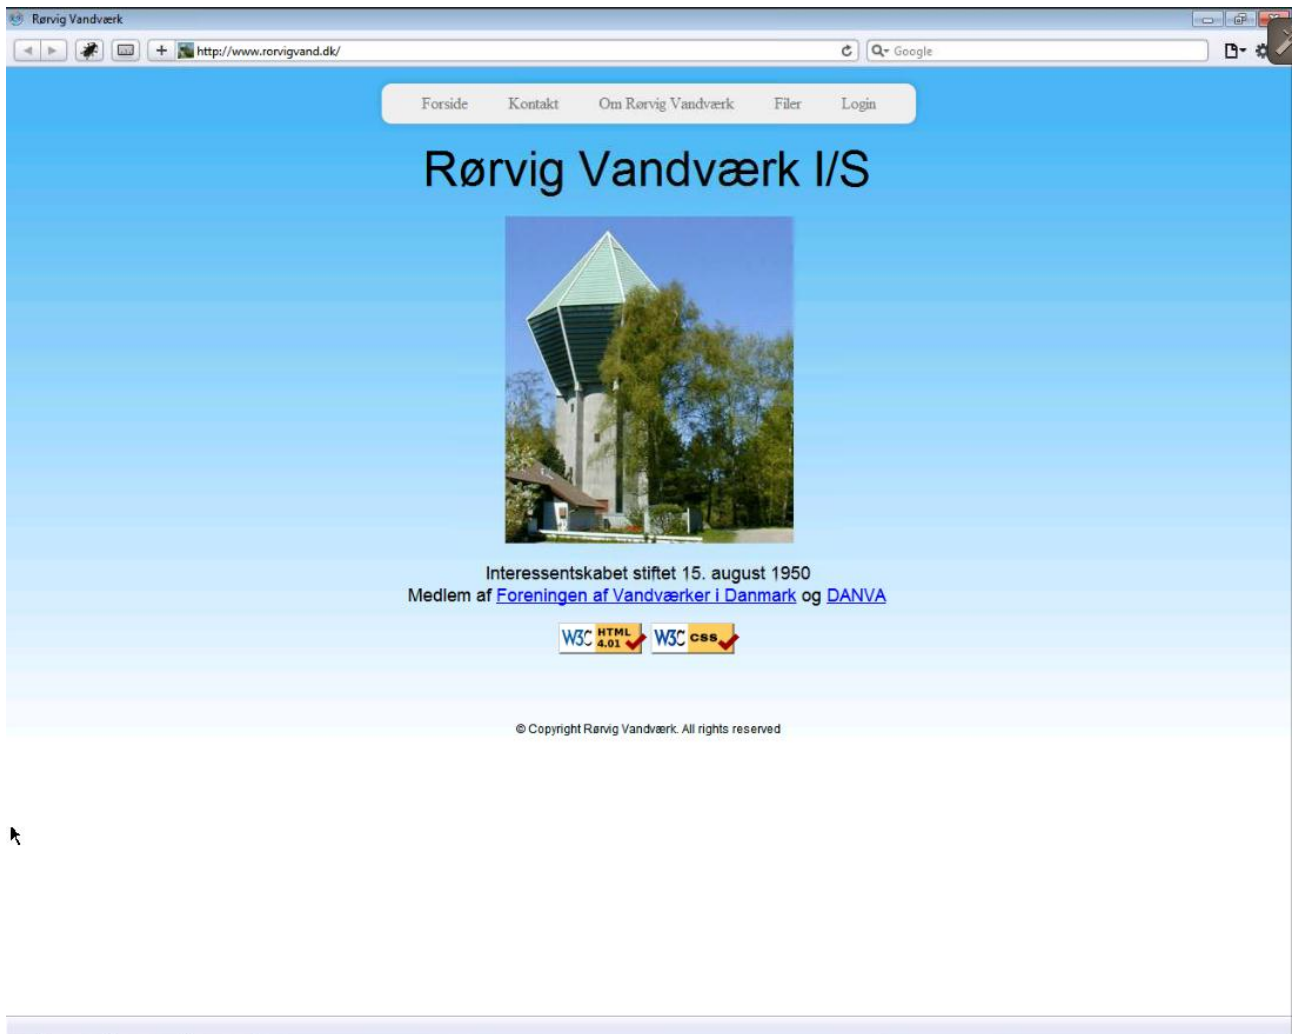 Rørvig Vandværk
http://www.rorvigvand.dk/
Google
Forside Kontakt Om Rørvig Vandværk Filer Login
Rørvig Vandværk I/S
Interessentskabet stiftet 15. august 1950
Medlem af Foreningen af Vandværker i Danmark og DANVA
W3C HTML 4.01 W3C css
© Copyright Rørvig Vandværk. All rights reserved